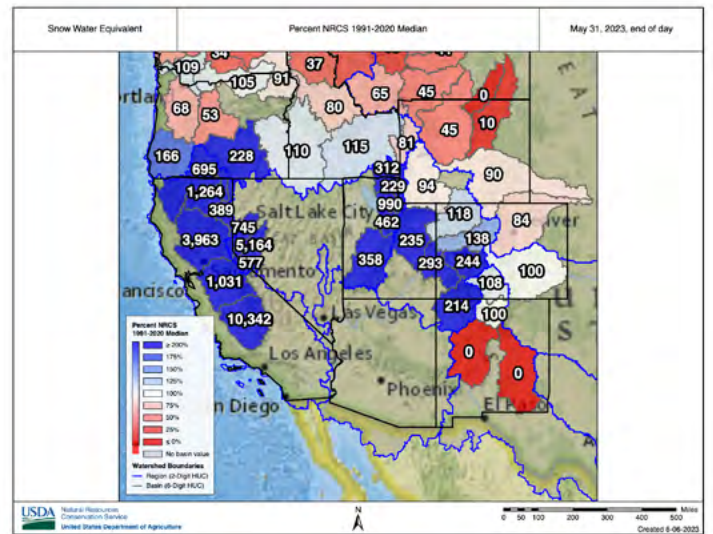 Snow Water Equivalent
Percent NRCS 1991-2020 Median
May 31, 2023, end of day
37
109
105
91
65
45
0
68
53
80
45
10
166
228
110
115
81
695
312
90
1,264
229
94
389
990
118
Salt Lake City
745
462
84
3,963
5,164
235
138
577
358
293
244
100
1,031
108
214
100
10,342
Las Vegas
0
0
Los Angeles
Phoenix
n Diego
El Paso
Percent NRCS
1991-2020 Median
≥ 200%
175%
150%
125%
100%
75%
50%
25%
≤ 0%
No basin value
Watershed Boundaries
Region (2-Digit HUC)
Basin (6-Digit HUC)
USDA
Natural Resources
Conservation Service
United States Department of Agriculture
N
0 50 100 200 300 400 500
Miles
Created 6-06-2023